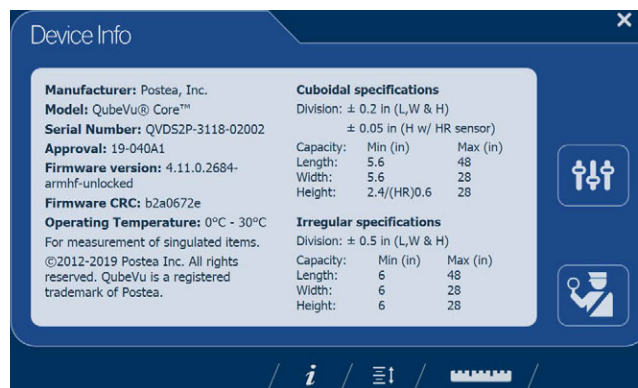 Device Info
Manufacturer: Postea, Inc.
Model: QubeVu® Core™
Serial Number: QVDS2P-3118-02002
Approval: 19-040A1
Firmware version: 4.11.0.2684-
armhf-unlocked
Firmware CRC: b2a0672e
Operating Temperature: 0°C - 30°C
For measurement of singulated items.
©2012-2019 Postea Inc. All rights
reserved. QubeVu is a registered
trademark of Postea.
Cuboidal specifications
Division: ± 0.2 in (L,W & H)
± 0.05 in (H w/ HR sensor)
Capacity: Min (in) Max (in)
Length: 5.6 48
Width: 5.6 28
Height: 2.4/(HR)0.6 28
Irregular specifications
Division: ± 0.5 in (L,W & H)
Capacity: Min (in) Max (in)
Length: 6 48
Width: 6 28
Height: 6 28